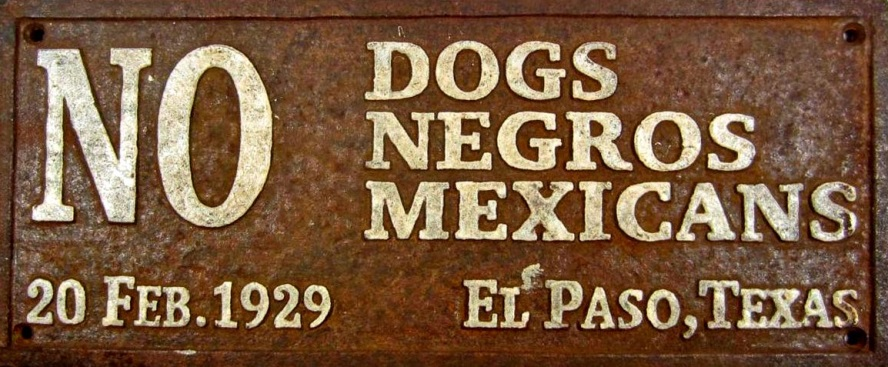 NO
DOGS
NEGROS
MEXICANS
20 FEB. 1929
EL PASO, TEXAS